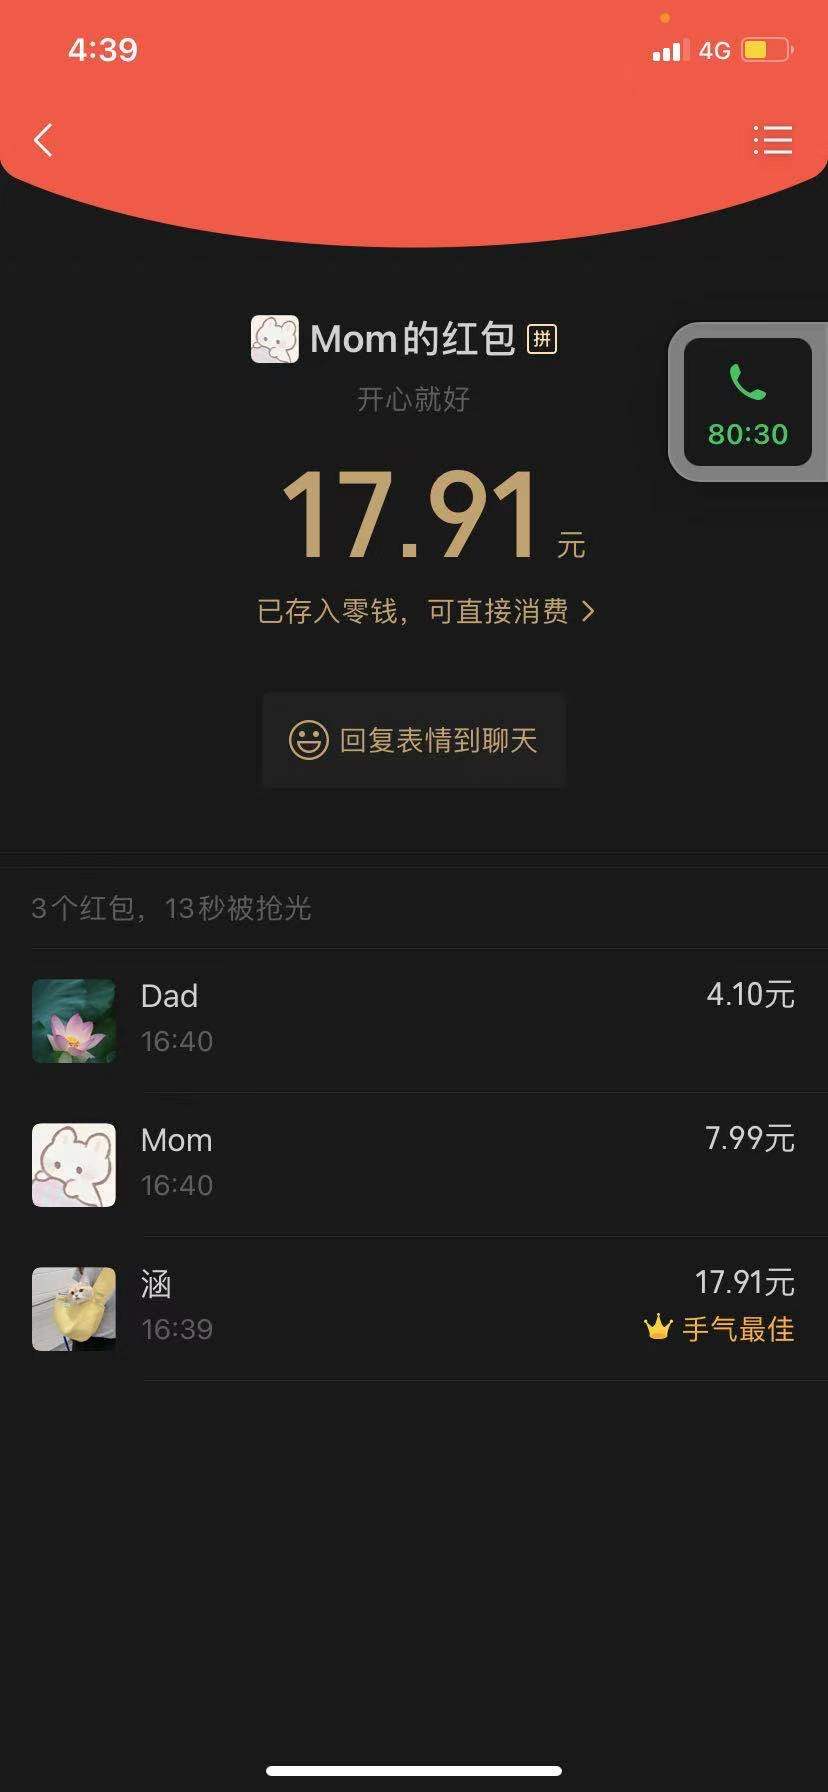 4:39
4G
Mom的红包 拼
开心就好
80:30
17.91元
已存入零钱，可直接消费
回复表情到聊天
3个红包，13秒被抢光
Dad
4.10元
16:40
Mom
7.99元
16:40
涵
17.91元
16:39
手气最佳